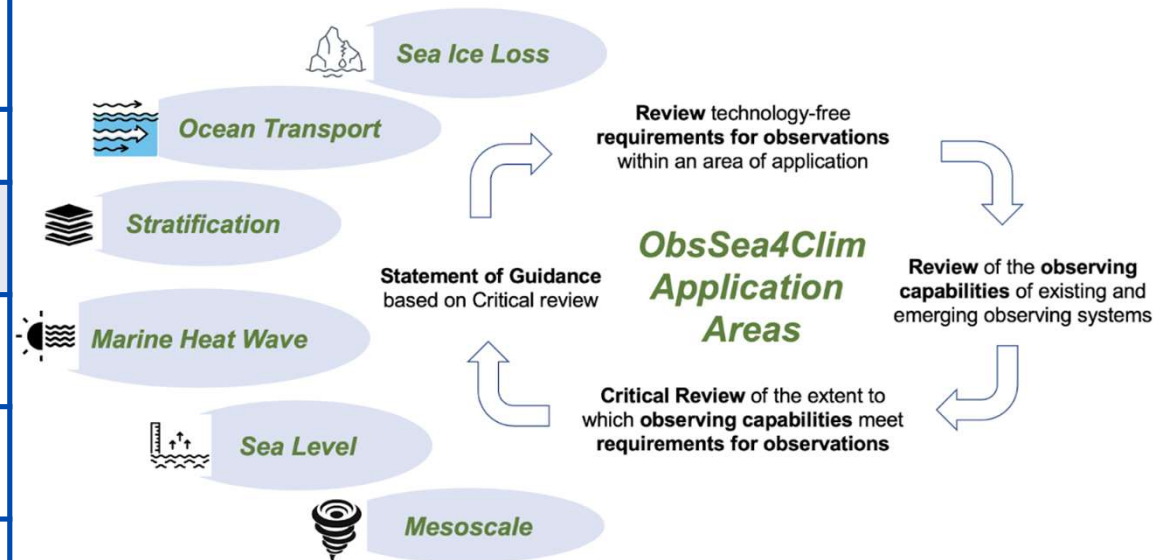 Sea Ice Loss
Ocean Transport
Stratification
Marine Heat Wave
Sea Level
Mesoscale
Review technology-free
requirements for observations
within an area of application
ObsSea4Clim
Application
Areas
Review of the observing
capabilities of existing and
emerging observing systems
Critical Review of the extent to
which observing capabilities meet
requirements for observations
Statement of Guidance
based on Critical review